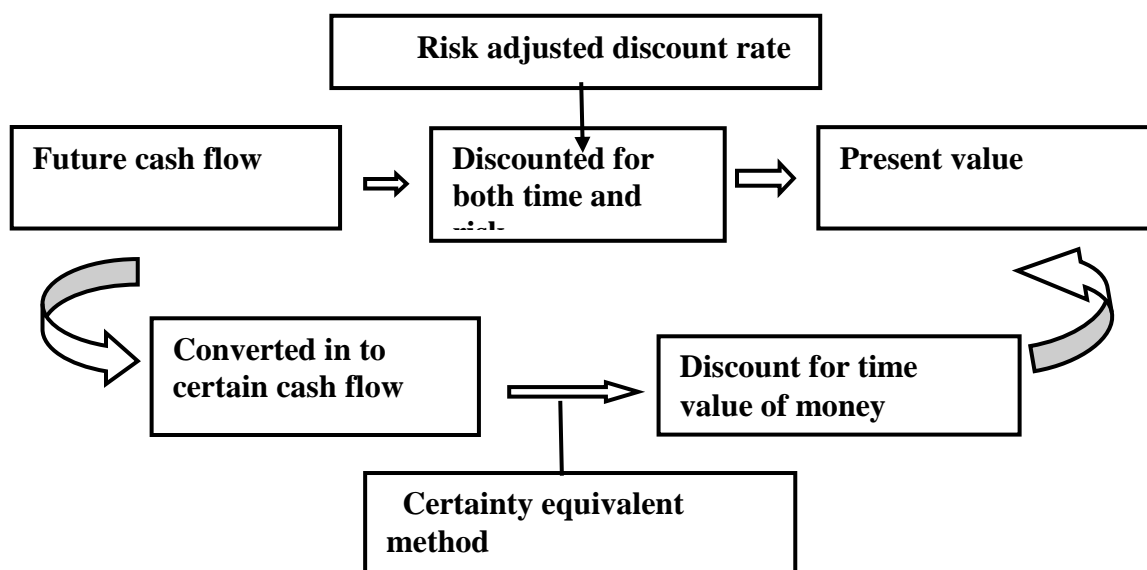 Risk adjusted discount rate
Future cash flow
Discounted for
both time and
risk
Present value
Converted in to
certain cash flow
Discount for time
value of money
Certainty equivalent
method